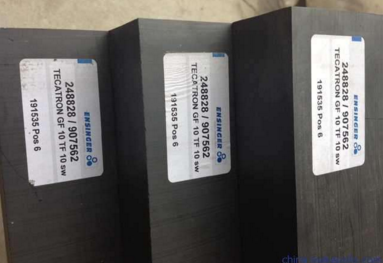 ENSINGER
248828 / 907562
TECATRON GF 10 TF 10 sw
191535 Pos 6
ENSINGER
248828 / 907562
TECATRON GF 10 TF 10 sw
191535 Pos 6
ENSINGER
248828 / 907562
TECATRON GF 10 TF 10 sw
191535 Pos 6